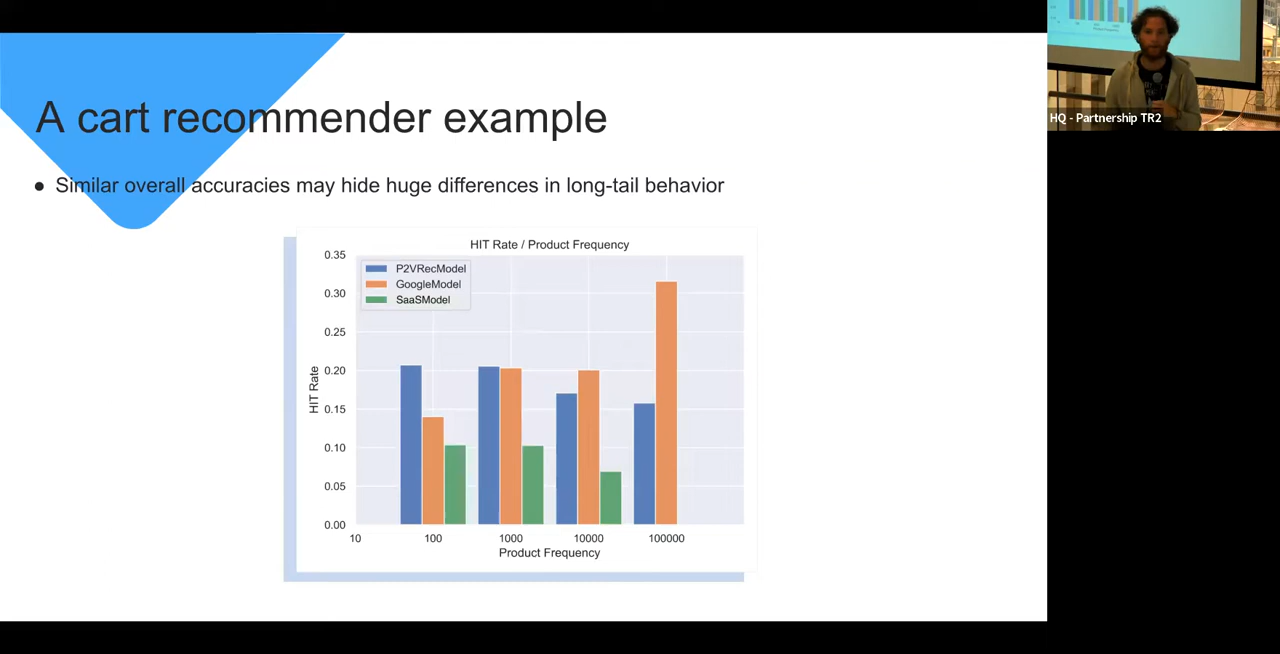 A cart recommender example
● Similar overall accuracies may hide huge differences in long-tail behavior
HIT Rate / Product Frequency
P2VRecModel
GoogleModel
SaaSModel
HIT Rate
0.35
0.30
0.25
0.20
0.15
0.10
0.05
0.00
10 100 1000 10000 100000
Product Frequency
HQ - Partnership TR2